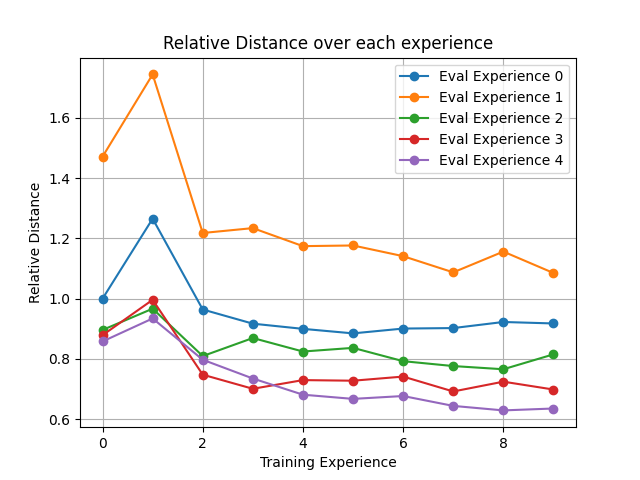 Relative Distance over each experience
Eval Experience 0
Eval Experience 1
Eval Experience 2
Eval Experience 3
Eval Experience 4
Relative Distance
1.6
1.4
1.2
1.0
0.8
0.6
0 2 4 6 8
Training Experience